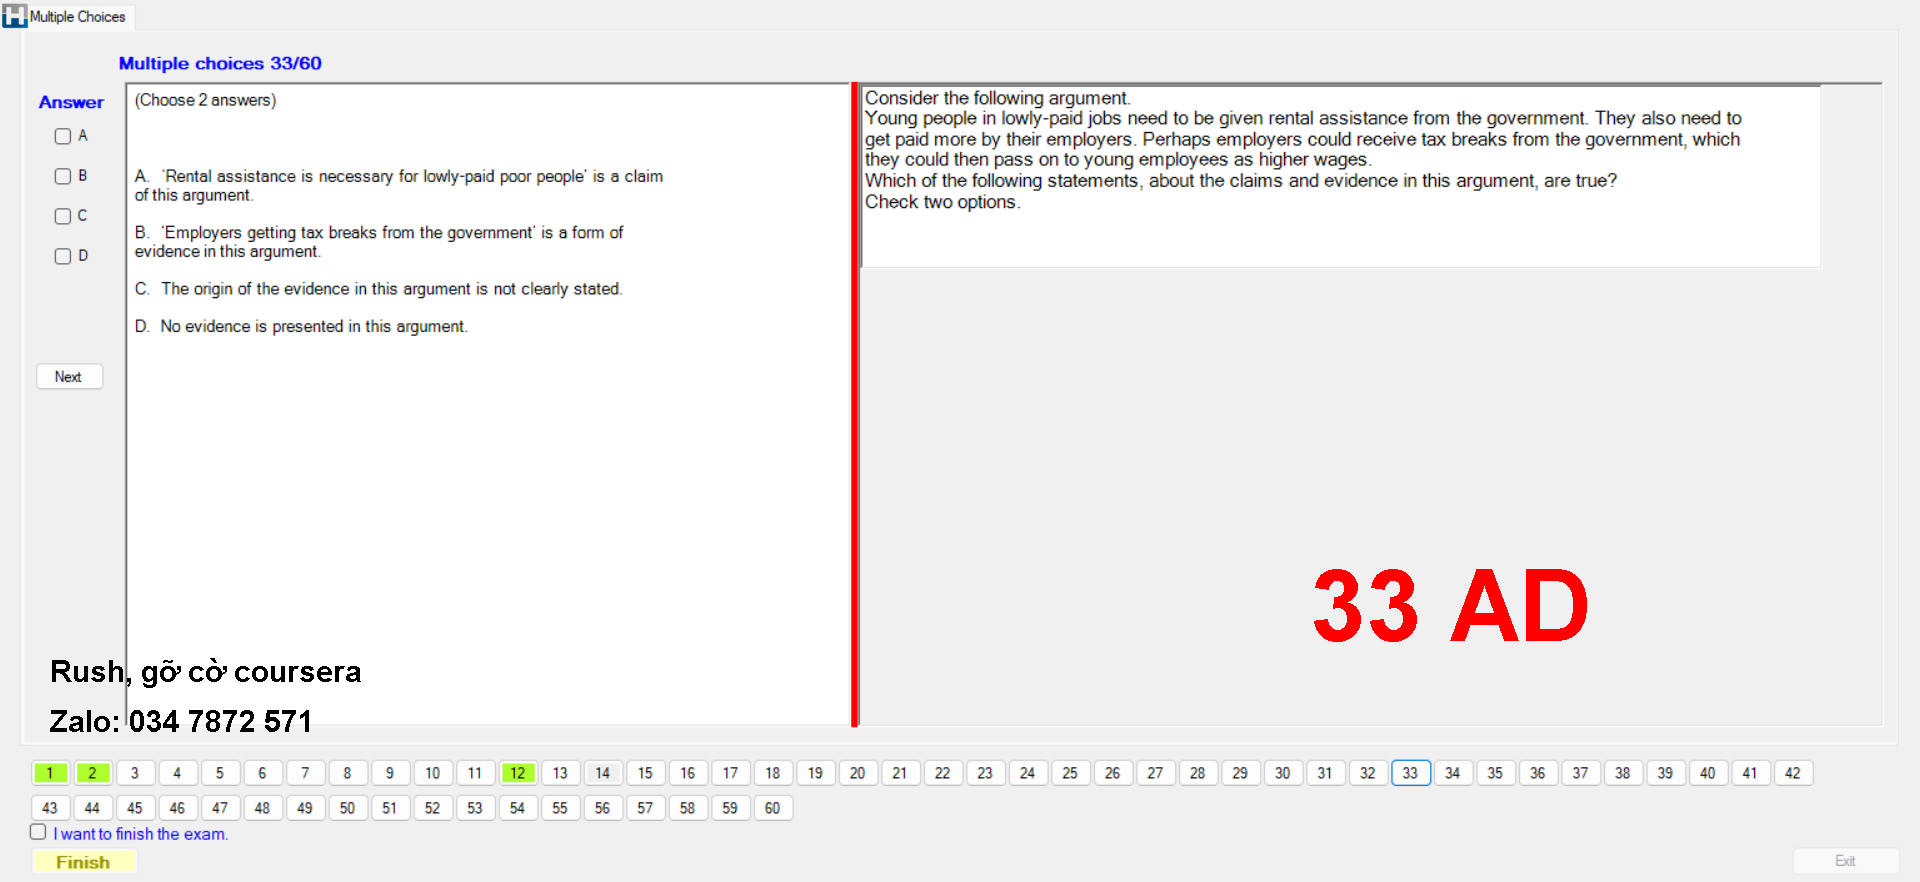 Multiple Choices
Multiple choices 33/60
Answer
A
B
C
D
Next
(Choose 2 answers)
A. 'Rental assistance is necessary for lowly-paid poor people' is a claim
of this argument.
B. 'Employers getting tax breaks from the government' is a form of
evidence in this argument.
C. The origin of the evidence in this argument is not clearly stated.
D. No evidence is presented in this argument.
Consider the following argument.
Young people in lowly-paid jobs need to be given rental assistance from the government. They also need to
get paid more by their employers. Perhaps employers could receive tax breaks from the government, which
they could then pass on to young employees as higher wages.
Which of the following statements, about the claims and evidence in this argument, are true?
Check two options.
33 AD
Rush, gỡ cờ coursera
Zalo: 034 7872 571
1 2 3 4 5 6 7 8 9 10 11 12 13 14 15 16 17 18 19 20 21 22 23 24 25 26 27 28 29 30 31 32 33 34 35 36 37 38 39 40 41 42
43 44 45 46 47 48 49 50 51 52 53 54 55 56 57 58 59 60
I want to finish the exam.
Finish
Exit